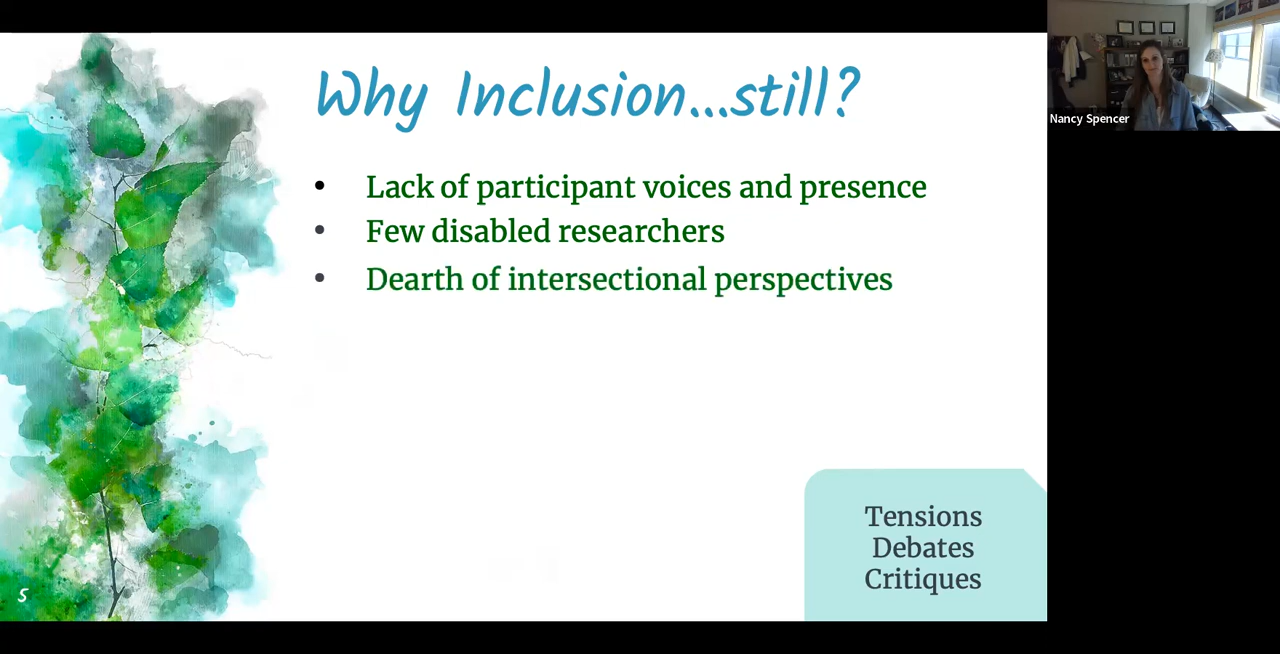 Why Inclusion...still?
• Lack of participant voices and presence
• Few disabled researchers
• Dearth of intersectional perspectives
Tensions
Debates
Critiques
5
Nancy Spencer